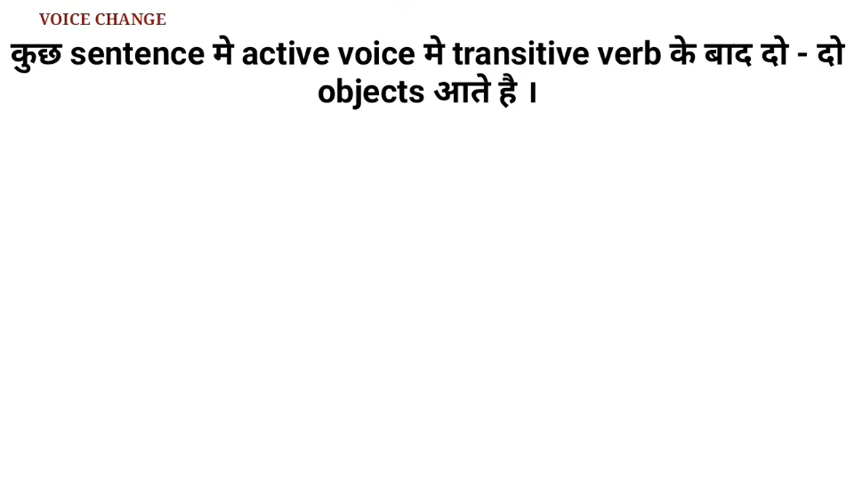 VOICE CHANGE
कुछ sentence मे active voice मे transitive verb के बाद दो - दो
objects आते है ।